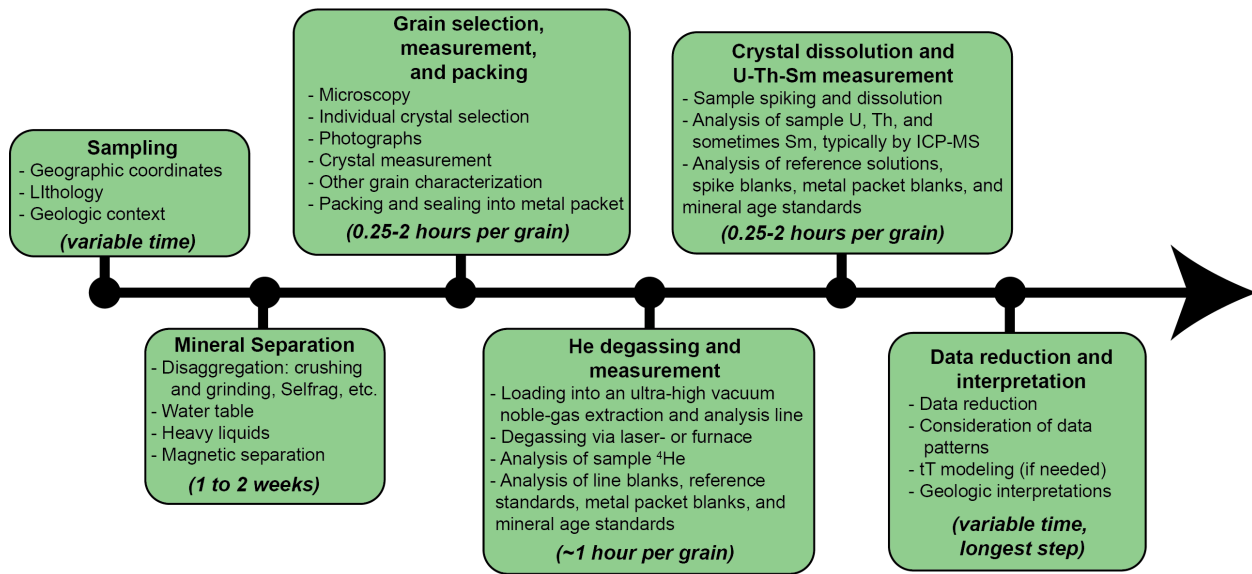 Sampling
- Geographic coordinates
- LIthology
- Geologic context
(variable time)
Mineral Separation
- Disaggregation: crushing
and grinding, Selfrag, etc.
- Water table
- Heavy liquids
- Magnetic separation
(1 to 2 weeks)
Grain selection,
measurement,
and packing
- Microscopy
- Individual crystal selection
- Photographs
- Crystal measurement
- Other grain characterization
- Packing and sealing into metal packet
(0.25-2 hours per grain)
He degassing and
measurement
- Loading into an ultra-high vacuum
noble-gas extraction and analysis line
- Degassing via laser- or furnace
- Analysis of sample ⁴He
- Analysis of line blanks, reference
standards, metal packet blanks, and
mineral age standards
(~1 hour per grain)
Crystal dissolution and
U-Th-Sm measurement
- Sample spiking and dissolution
- Analysis of sample U, Th, and
sometimes Sm, typically by ICP-MS
- Analysis of reference solutions,
spike blanks, metal packet blanks, and
mineral age standards
(0.25-2 hours per grain)
Data reduction and
interpretation
- Data reduction
- Consideration of data
patterns
- tT modeling (if needed)
- Geologic interpretations
(variable time,
longest step)